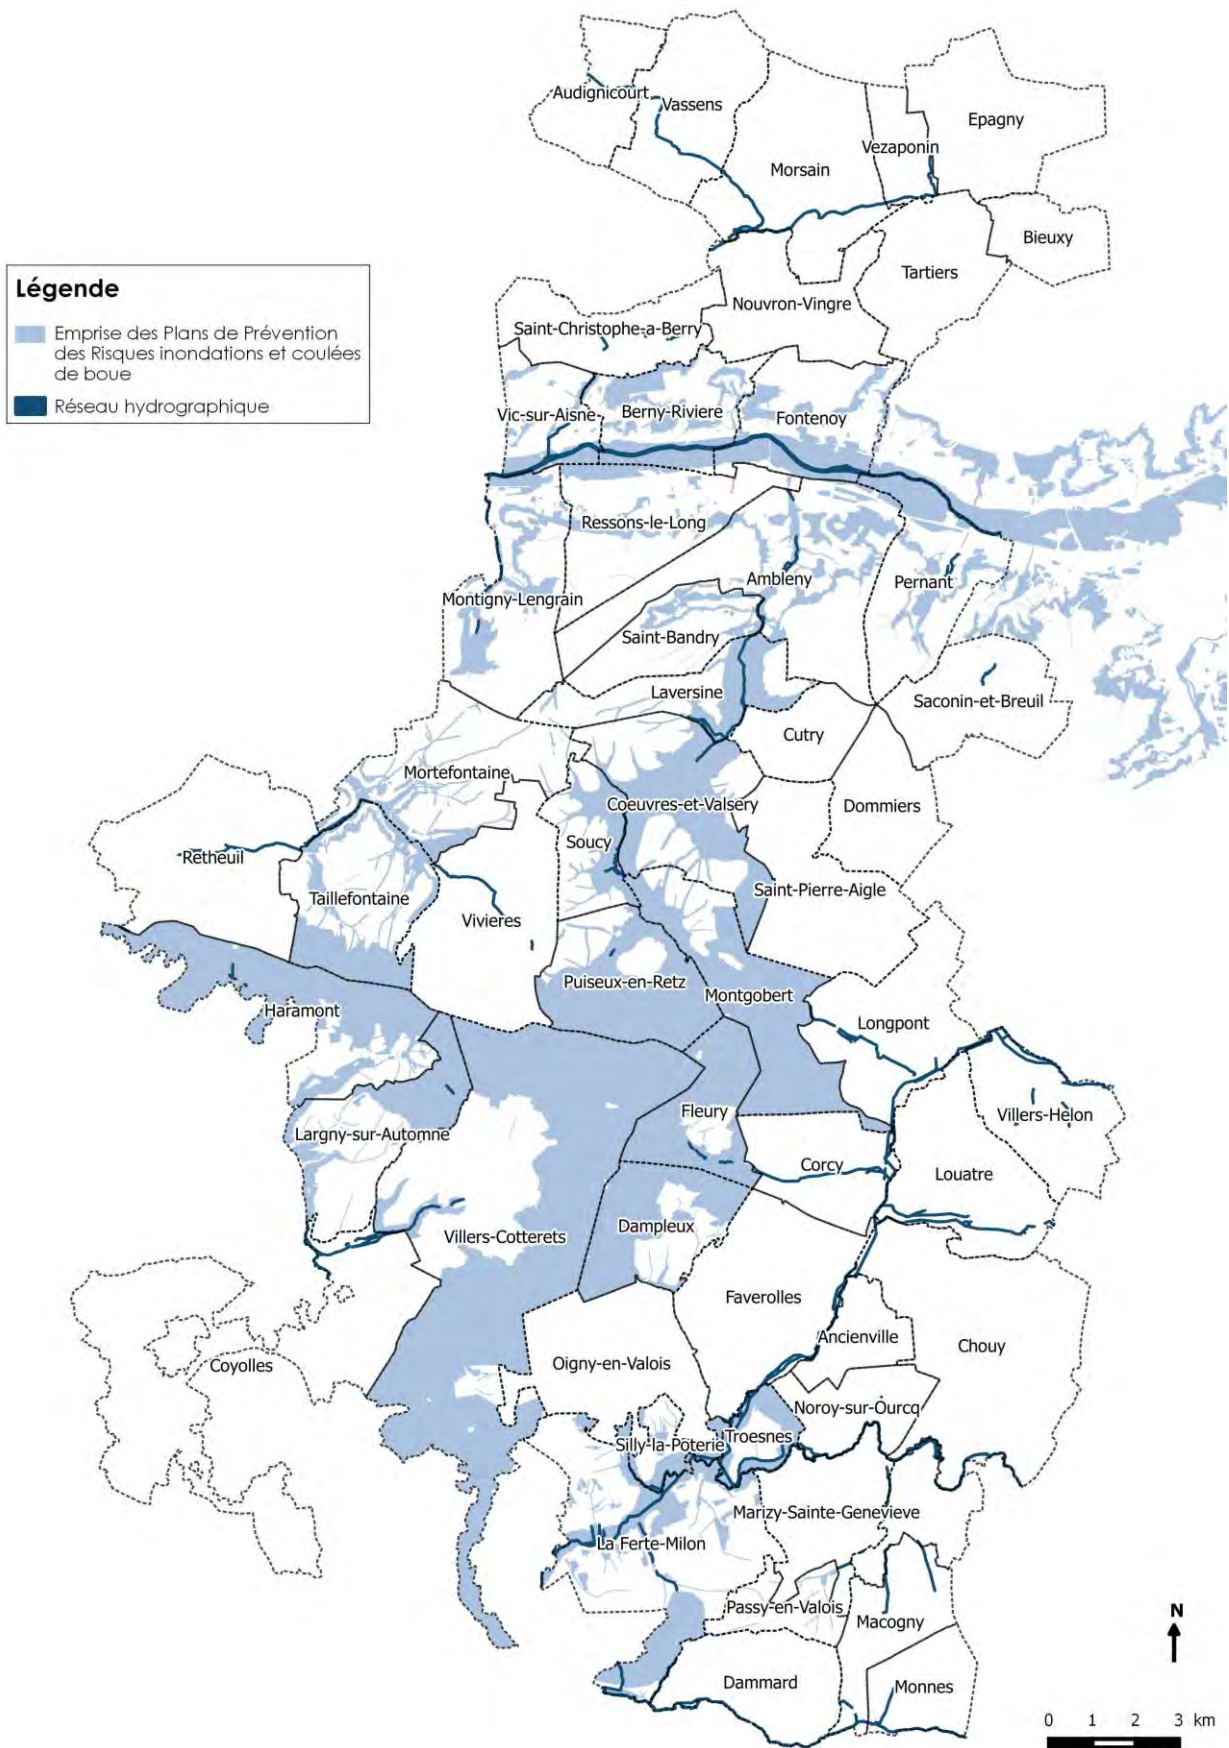 Audignicourt
Vassens
Epagny
Vezaponin
Morsain
Bieuxy
Tartiers
Légende
Emprise des Plans de Prévention
des Risques inondations et coulées
de boue
Réseau hydrographique
Nouvron-Vingre
Saint-Christophe-a-Berry
Vic-sur-Aisne
Berny-Riviere
Fontenoy
Ressons-le-Long
Ambleny
Pernant
Montigny-Lengrain
Saint-Bandry
Laversine
Saconin-et-Breuil
Cutry
Mortefontaine
Coeuvres-et-Valsery
Dommiers
Soucy
Retheuil
Taillefontaine
Saint-Pierre-Aigle
Vivieres
Puiseux-en-Retz
Montgobert
Haramont
Longpont
Fleury
Villers-Helon
Largny-sur-Automne
Corcy
Louatre
Dampleux
Villers-Cotterets
Faverolles
Ancienville
Chouy
Coyolles
Oigny-en-Valois
Noroy-sur-Ourcq
Troesnes
Silly-la-Poterie
Marizy-Sainte-Genevieve
La Ferte-Milon
Passy-en-Valois
Macogny
N
Dammard
Monnes
0 1 2 3 km